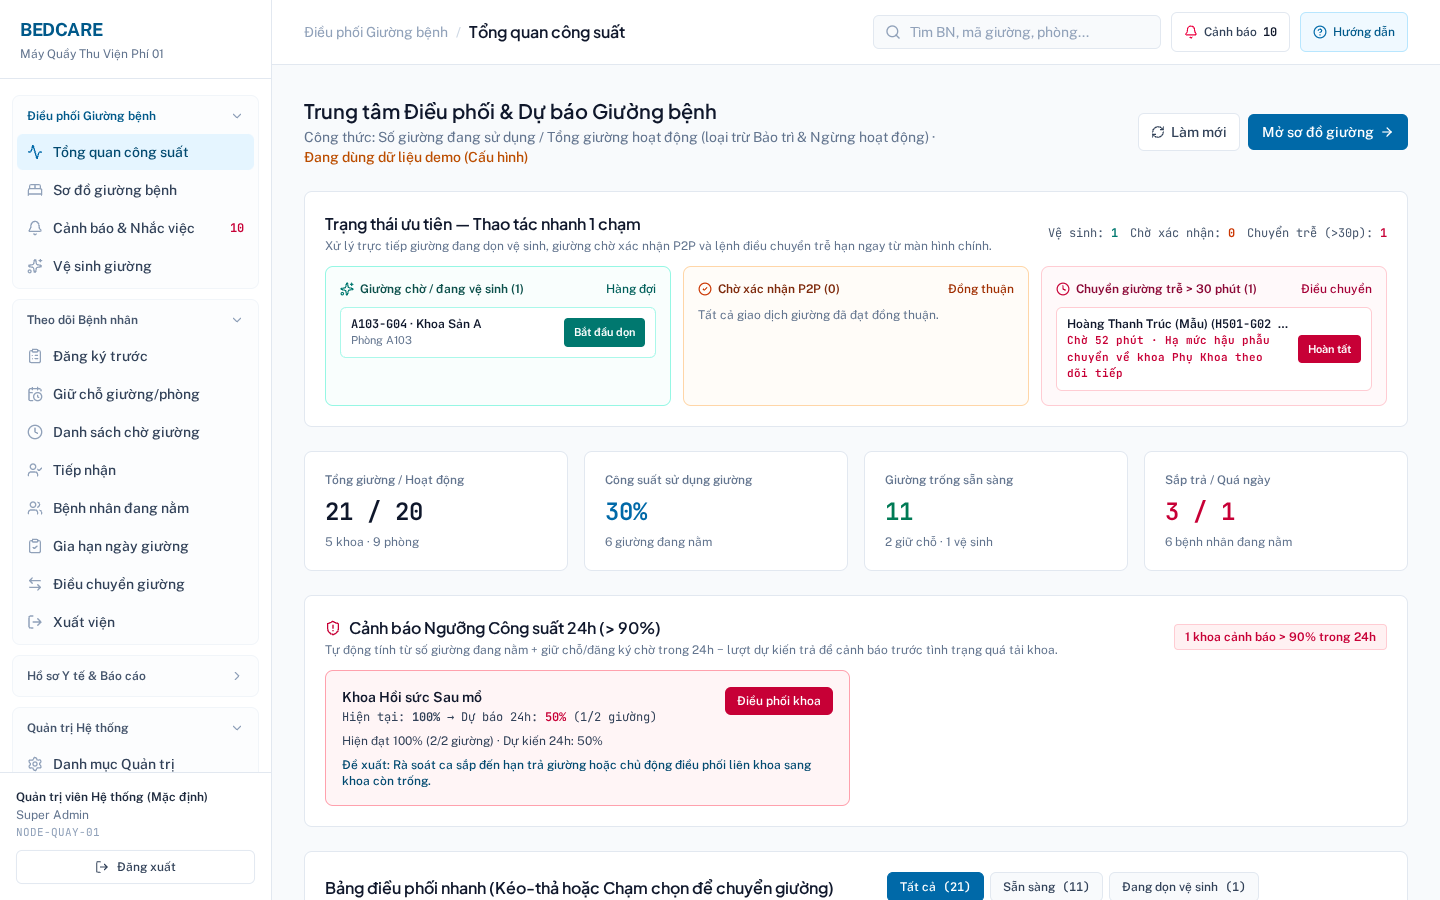 BEDCARE
Máy Quầy Thu Viện Phí 01
Điều phối Giường bệnh
Tổng quan công suất
Sơ đồ giường bệnh
Cảnh báo & Nhắc việc 10
Vệ sinh giường
Theo dõi Bệnh nhân
Đăng ký trước
Giữ chỗ giường/phòng
Danh sách chờ giường
Tiếp nhận
Bệnh nhân đang nằm
Gia hạn ngày giường
Điều chuyển giường
Xuất viện
Hồ sơ Y tế & Báo cáo
Quản trị Hệ thống
Danh mục Quản trị
Quản trị viên Hệ thống (Mặc định)
Super Admin
NODE-QUAY-01
Đăng xuất
Điều phối Giường bệnh / Tổng quan công suất
Tìm BN, mã giường, phòng...
Cảnh báo 10
Hướng dẫn
Trung tâm Điều phối & Dự báo Giường bệnh
Công thức: Số giường đang sử dụng / Tổng giường hoạt động (loại trừ Bảo trì & Ngừng hoạt động) ·
Đang dùng dữ liệu demo (Cấu hình)
Làm mới
Mở sơ đồ giường →
Trạng thái ưu tiên — Thao tác nhanh 1 chạm
Xử lý trực tiếp giường đang dọn vệ sinh, giường chờ xác nhận P2P và lệnh điều chuyển trễ hạn ngay từ màn hình chính.
Vệ sinh: 1 Chờ xác nhận: 0 Chuyển trễ (>30p): 1
Giường chờ / đang vệ sinh (1) Hàng đợi
A103-G04 · Khoa Sản A
Phòng A103
Bắt đầu dọn
Chờ xác nhận P2P (0) Đồng thuận
Tất cả giao dịch giường đã đạt đồng thuận.
Chuyển giường trễ > 30 phút (1) Điều chuyển
Hoàng Thanh Trúc (Mẫu) (H501-G02 ...
Chờ 52 phút · Hạ mức hậu phẫu
chuyển về khoa Phụ Khoa theo
dõi tiếp
Hoàn tất
Tổng giường / Hoạt động
21 / 20
5 khoa · 9 phòng
Công suất sử dụng giường
30%
6 giường đang nằm
Giường trống sẵn sàng
11
2 giữ chỗ · 1 vệ sinh
Sắp trả / Quá ngày
3 / 1
6 bệnh nhân đang nằm
Cảnh báo Ngưỡng Công suất 24h (> 90%)
Tự động tính từ số giường đang nằm + giữ chỗ/đăng ký chờ trong 24h − lượt dự kiến trả để cảnh báo trước tình trạng quá tải khoa.
1 khoa cảnh báo > 90% trong 24h
Khoa Hồi sức Sau mổ
Hiện tại: 100% → Dự báo 24h: 50% (1/2 giường)
Hiện đạt 100% (2/2 giường) · Dự kiến 24h: 50%
Đề xuất: Rà soát ca sắp đến hạn trả giường hoặc chủ động điều phối liên khoa sang
khoa còn trống.
Điều phối khoa
Bảng điều phối nhanh (Kéo-thả hoặc Chạm chọn để chuyển giường)
Tất cả (21)
Sẵn sàng (11)
Đang dọn vệ sinh (1)